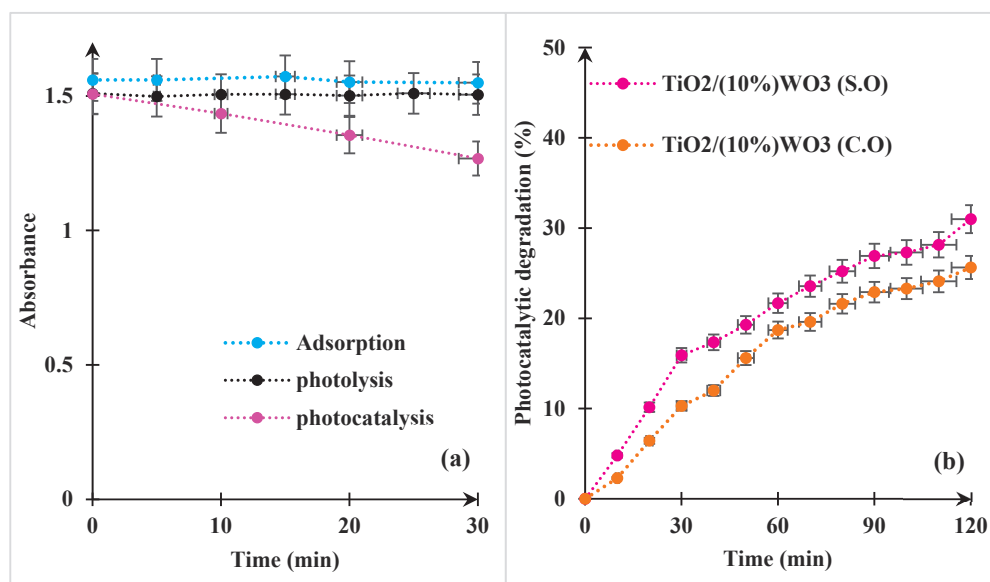 Absorbance
1.5
1
0.5
0
0
10
20
30
Time (min)
Adsorption
photolysis
photocatalysis
(a)
Photocatalytic degradation (%)
50
40
30
20
10
0
0
30
60
90
120
Time (min)
TiO2/(10%)WO3 (S.O)
TiO2/(10%)WO3 (C.O)
(b)